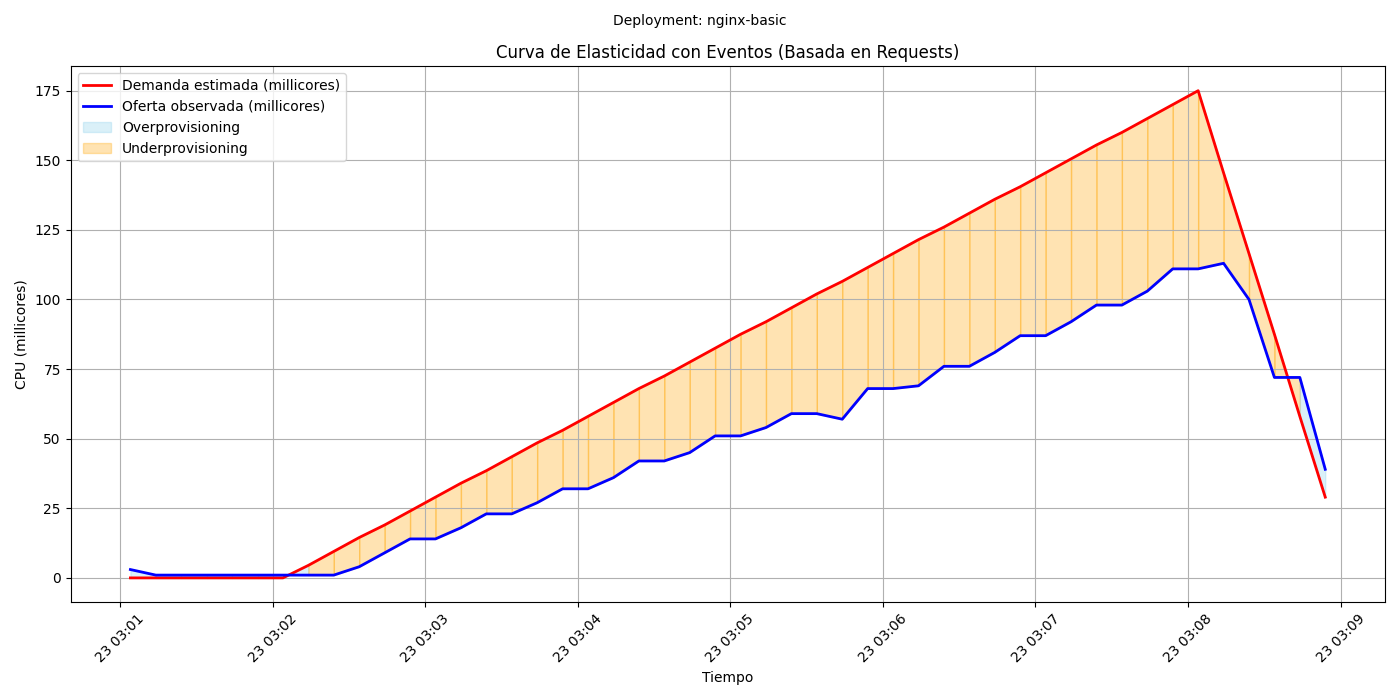 Deployment: nginx-basic
Curva de Elasticidad con Eventos (Basada en Requests)
Demanda estimada (millicores)
Oferta observada (millicores)
Overprovisioning
Underprovisioning
CPU (millicores)
175
150
125
100
75
50
25
0
23 03:01
23 03:02
23 03:03
23 03:04
23 03:05
23 03:06
23 03:07
23 03:08
23 03:09
Tiempo